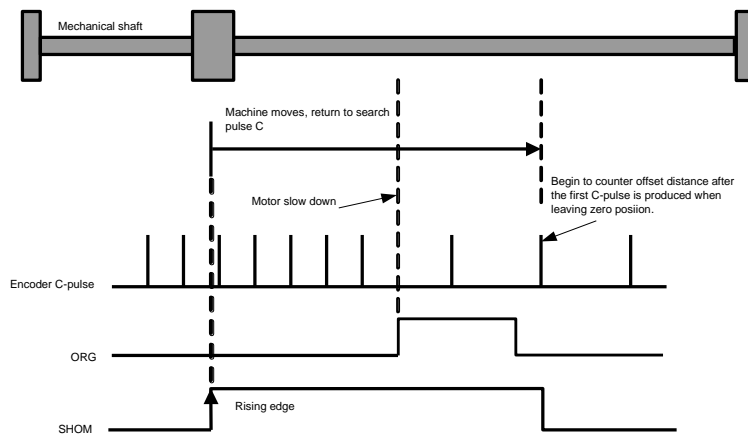 Mechanical shaft
Machine moves, return to search
pulse C
Motor slow down
Begin to counter offset distance after
the first C-pulse is produced when
leaving zero posiion.
Encoder C-pulse
ORG
Rising edge
SHOM